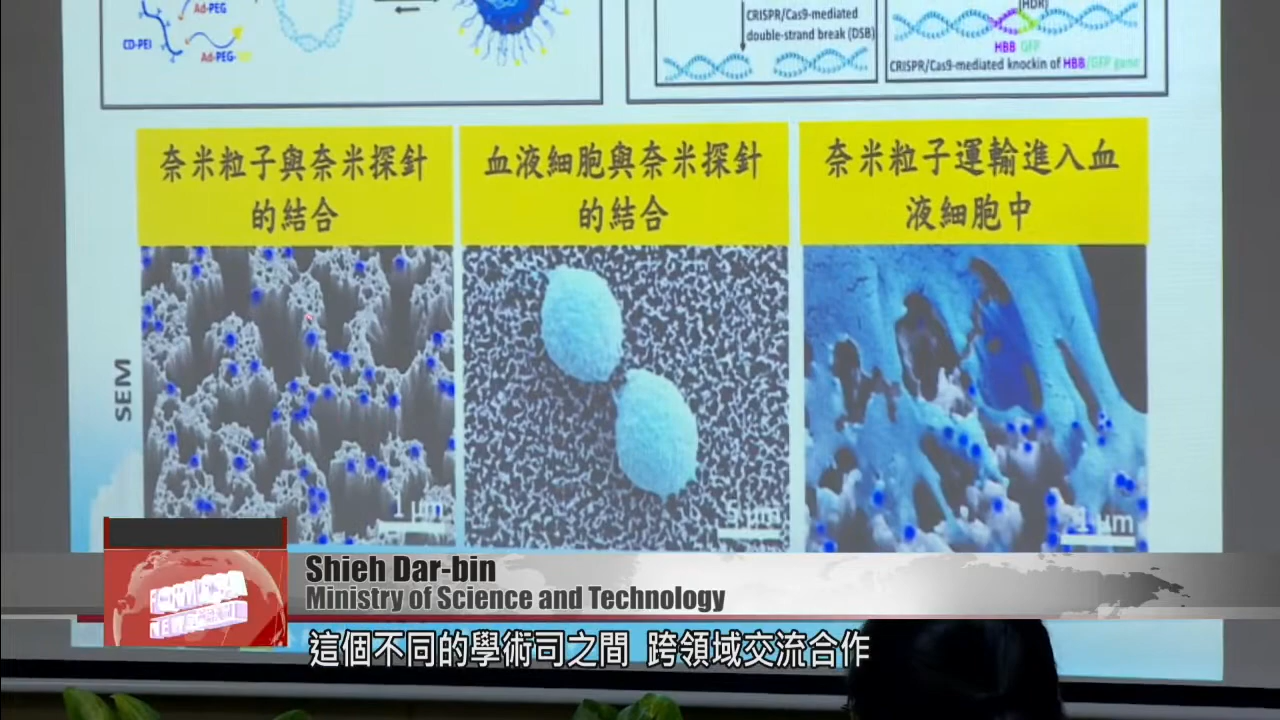 Ad-PEG
CD-PEI
Ad-PEG-
CRISPR/Cas9-mediated
double-strand break (DSB)
(HDR)
HBB GFP
CRISPR/Cas9-mediated knockin of HBB/GFP gene
奈米粒子與奈米探針
的結合
血液細胞與奈米探針
的結合
奈米粒子運輸進入血
液細胞中
SEM
1 μm
5 μm
1 μm
Shieh Dar-bin
Ministry of Science and Technology
這個不同的學術司之間 跨領域交流合作